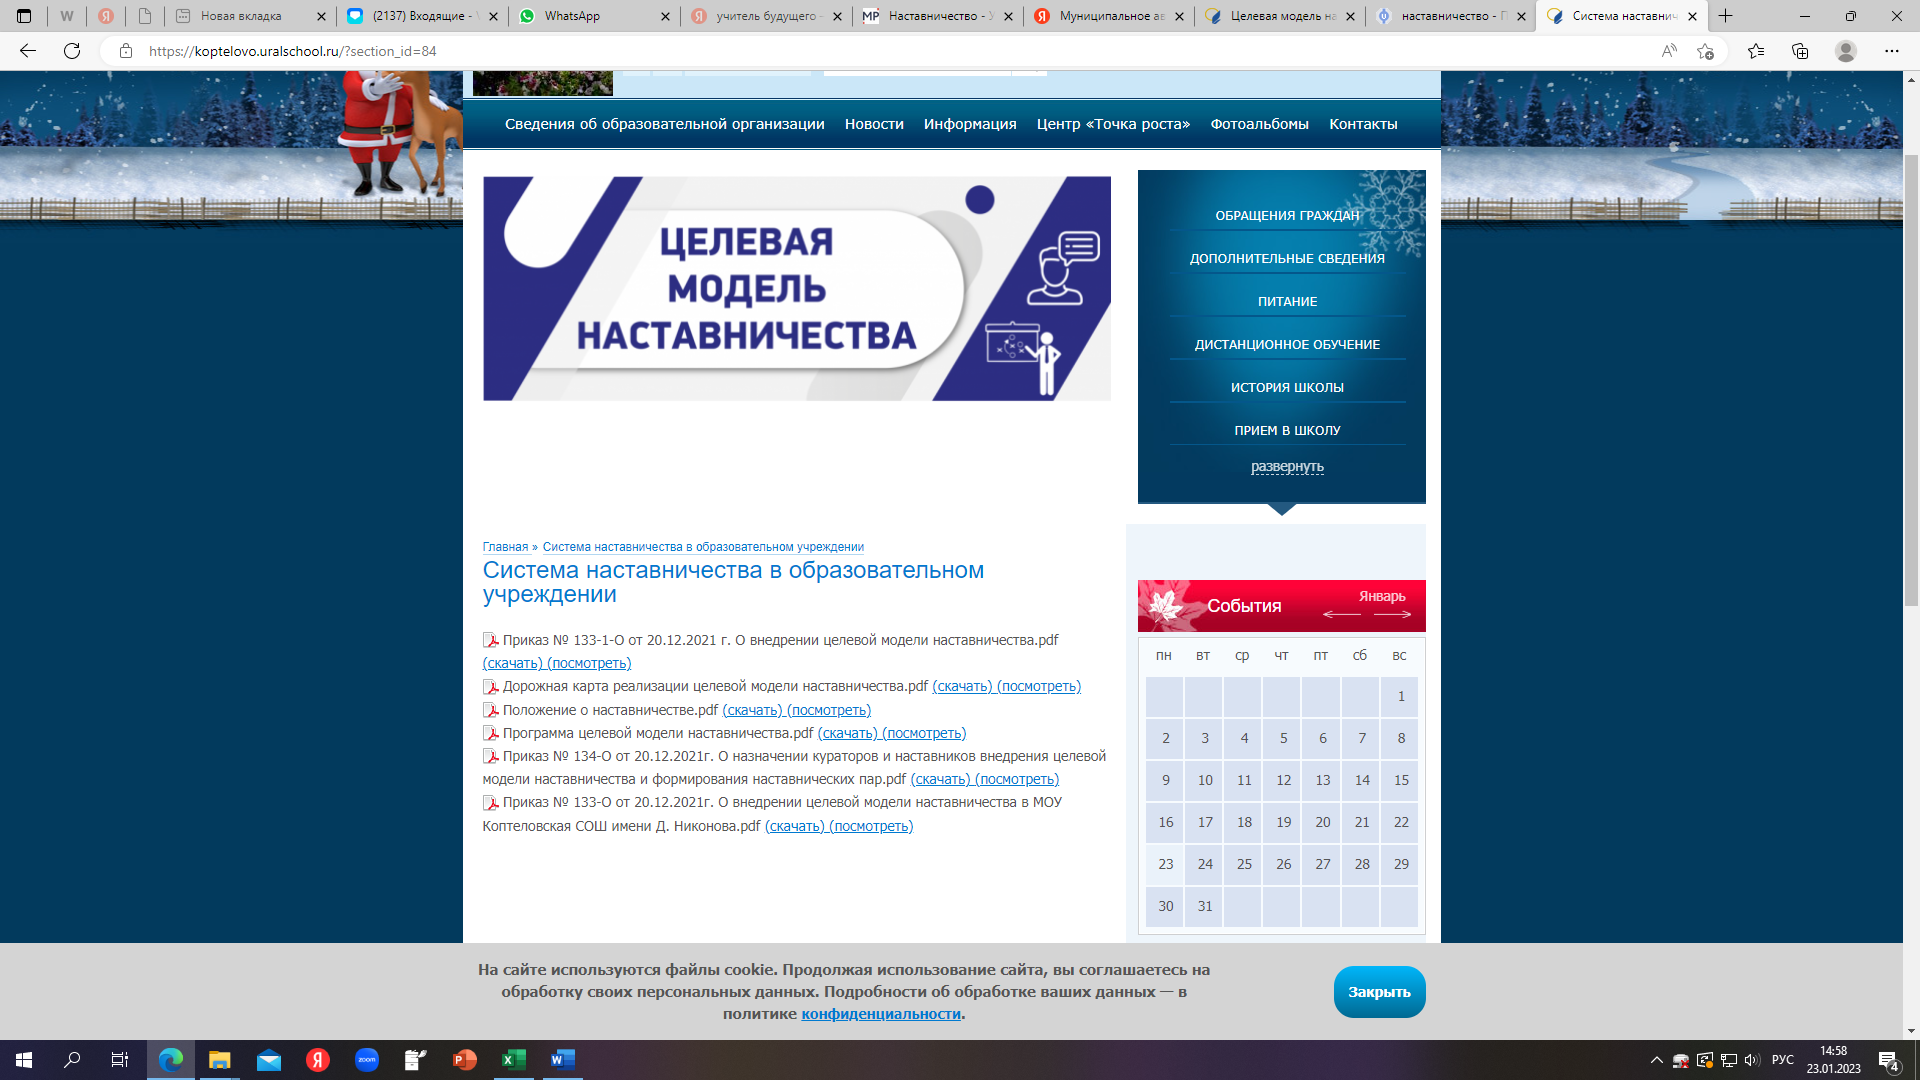 Новая вкладка
(2137) Входящие -
WhatsApp
учитель будущего -
Наставничество - У
Муниципальное ав
Целевая модель на
наставничество - П
Система наставнич
https://koptelovo.uralschool.ru/?section_id=84
Сведения об образовательной организации Новости Информация Центр «Точка роста» Фотоальбомы Контакты
ЦЕЛЕВАЯ
МОДЕЛЬ
НАСТАВНИЧЕСТВА
ОБРАЩЕНИЯ ГРАЖДАН
ДОПОЛНИТЕЛЬНЫЕ СВЕДЕНИЯ
ПИТАНИЕ
ДИСТАНЦИОННОЕ ОБУЧЕНИЕ
ИСТОРИЯ ШКОЛЫ
ПРИЕМ В ШКОЛУ
развернуть
Главная » Система наставничества в образовательном учреждении
Система наставничества в образовательном
учреждении
Приказ № 133-1-О от 20.12.2021 г. О внедрении целевой модели наставничества.pdf
(скачать) (посмотреть)
Дорожная карта реализации целевой модели наставничества.pdf (скачать) (посмотреть)
Положение о наставничестве.pdf (скачать) (посмотреть)
Программа целевой модели наставничества.pdf (скачать) (посмотреть)
Приказ № 134-О от 20.12.2021г. О назначении кураторов и наставников внедрения целевой
модели наставничества и формирования наставнических пар.pdf (скачать) (посмотреть)
Приказ № 133-О от 20.12.2021г. О внедрении целевой модели наставничества в МОУ
Коптеловская СОШ имени Д. Никонова.pdf (скачать) (посмотреть)
События
Январь
пн вт ср чт пт сб вс
1
2 3 4 5 6 7 8
9 10 11 12 13 14 15
16 17 18 19 20 21 22
23 24 25 26 27 28 29
30 31
На сайте используются файлы cookie. Продолжая использование сайта, вы соглашаетесь на
обработку своих персональных данных. Подробности об обработке ваших данных — в
политике конфиденциальности.
Закрыть
zoom
РУС
14:58
23.01.2023
4